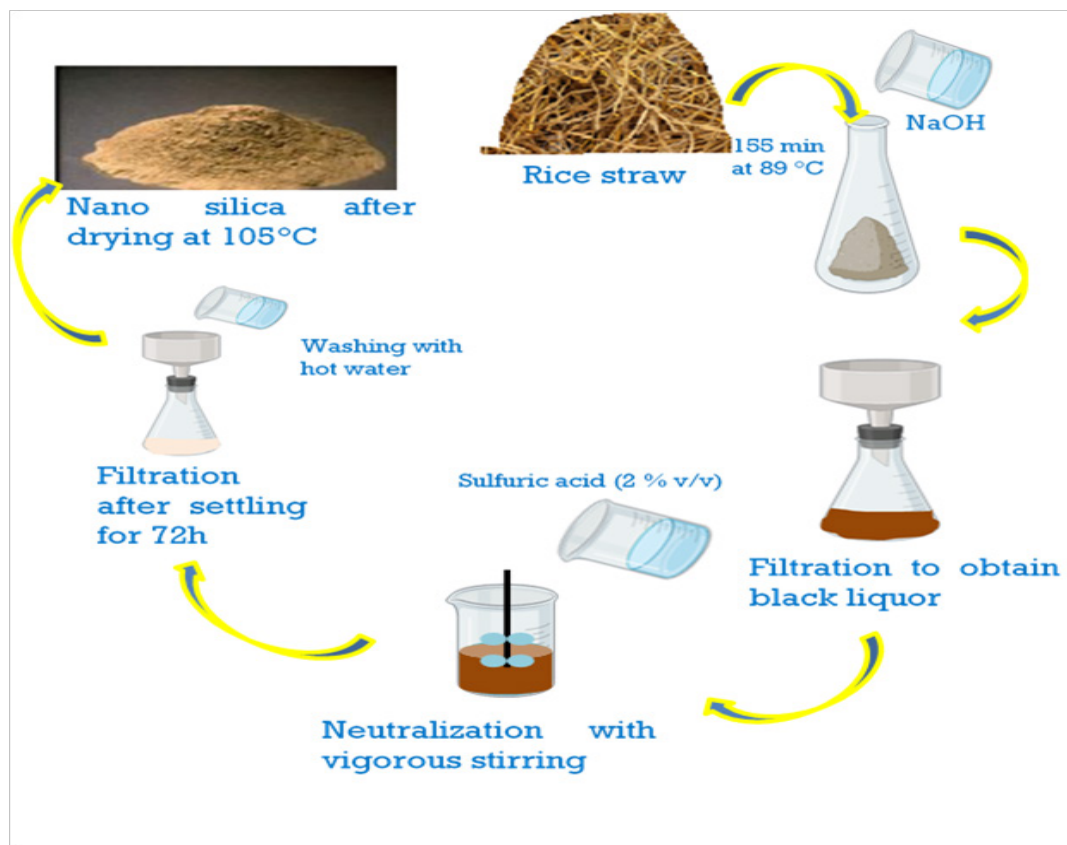 Rice straw
155 min
at 89 °C
NaOH
Filtration to obtain
black liquor
Sulfuric acid (2 % v/v)
Neutralization with
vigorous stirring
Filtration
after settling
for 72h
Washing with
hot water
Nano silica after
drying at 105°C